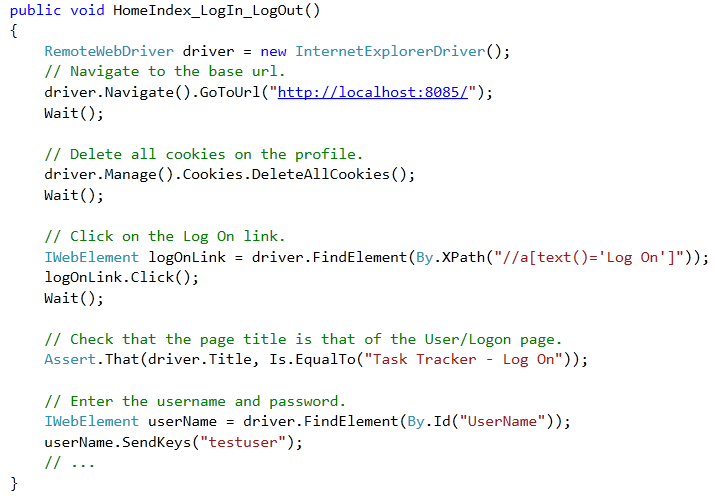 public void HomeIndex_LogIn_LogOut()
{
    RemoteWebDriver driver = new InternetExplorerDriver();
    // Navigate to the base url.
    driver.Navigate().GoToUrl("http://localhost:8085/");
    Wait();

    // Delete all cookies on the profile.
    driver.Manage().Cookies.DeleteAllCookies();
    Wait();

    // Click on the Log On link.
    IWebElement logOnLink = driver.FindElement(By.XPath("//a[text()='Log On']"));
    logOnLink.Click();
    Wait();

    // Check that the page title is that of the User/Logon page.
    Assert.That(driver.Title, Is.EqualTo("Task Tracker - Log On"));

    // Enter the username and password.
    IWebElement userName = driver.FindElement(By.Id("UserName"));
    userName.SendKeys("testuser");
    // ...
}